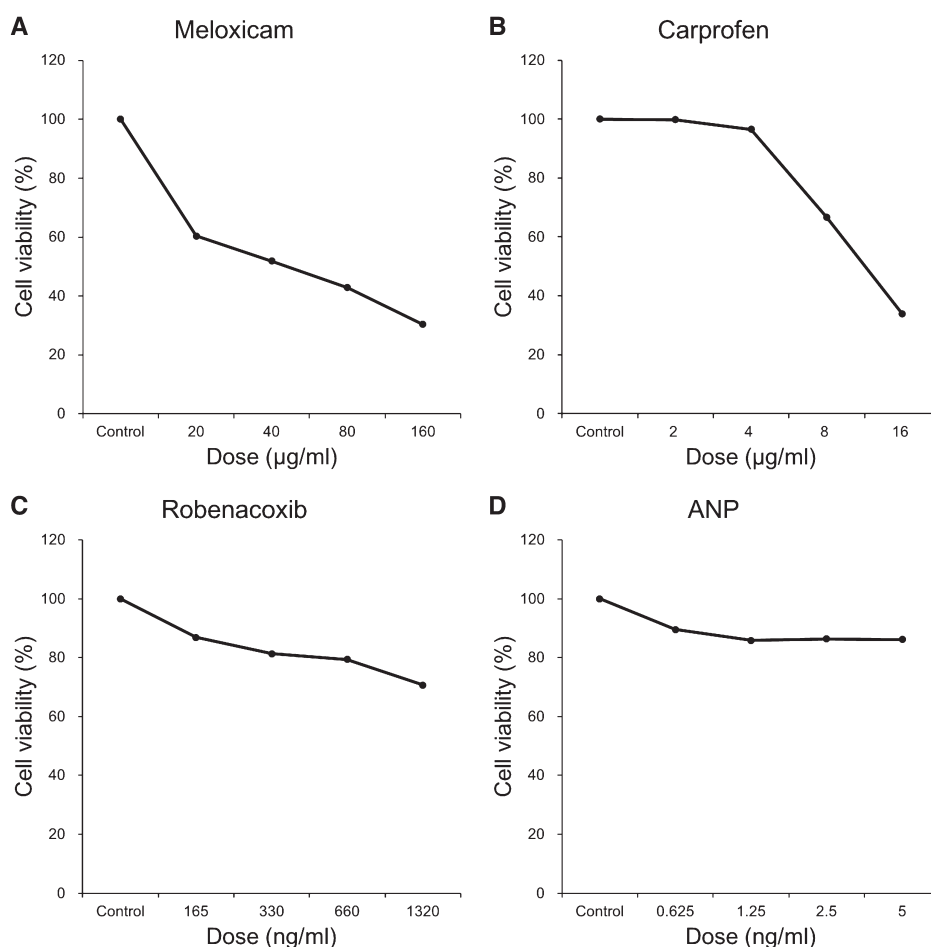 A Meloxicam
120
100
80
60
40
20
0
Cell viability (%)
Control 20 40 80 160
Dose (µg/ml)
B Carprofen
120
100
80
60
40
20
0
Cell viability (%)
Control 2 4 8 16
Dose (µg/ml)
C Robenacoxib
120
100
80
60
40
20
0
Cell viability (%)
Control 165 330 660 1320
Dose (ng/ml)
D ANP
120
100
80
60
40
20
0
Cell viability (%)
Control 0.625 1.25 2.5 5
Dose (ng/ml)